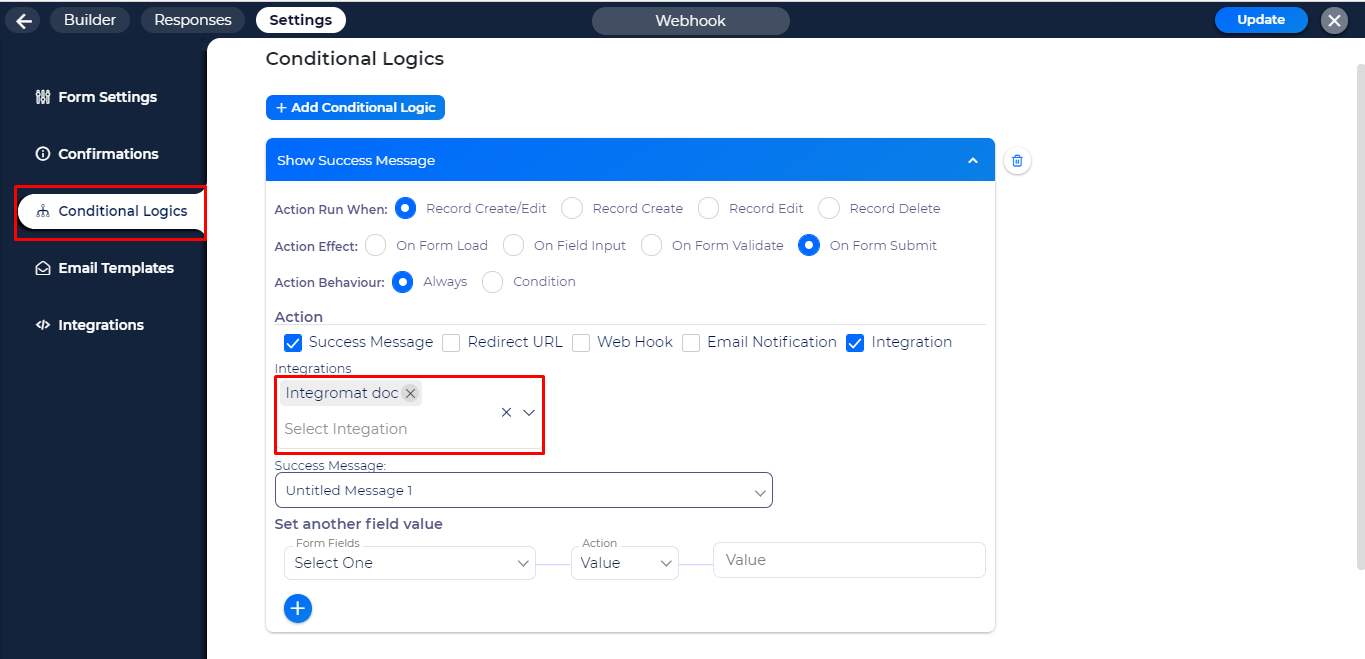 Builder Responses Settings Webhook Update
Conditional Logics
Form Settings
+ Add Conditional Logic
Confirmations
Show Success Message
Conditional Logics
Action Run When: Record Create/Edit Record Create Record Edit Record Delete
Action Effect: On Form Load On Field Input On Form Validate On Form Submit
Email Templates
Action Behaviour: Always Condition
Integrations
Action
Success Message Redirect URL Web Hook Email Notification Integration
Integrations
Integromat doc
Select Integation
Success Message:
Untitled Message 1
Set another field value
Form Fields Action
Select One Value Value